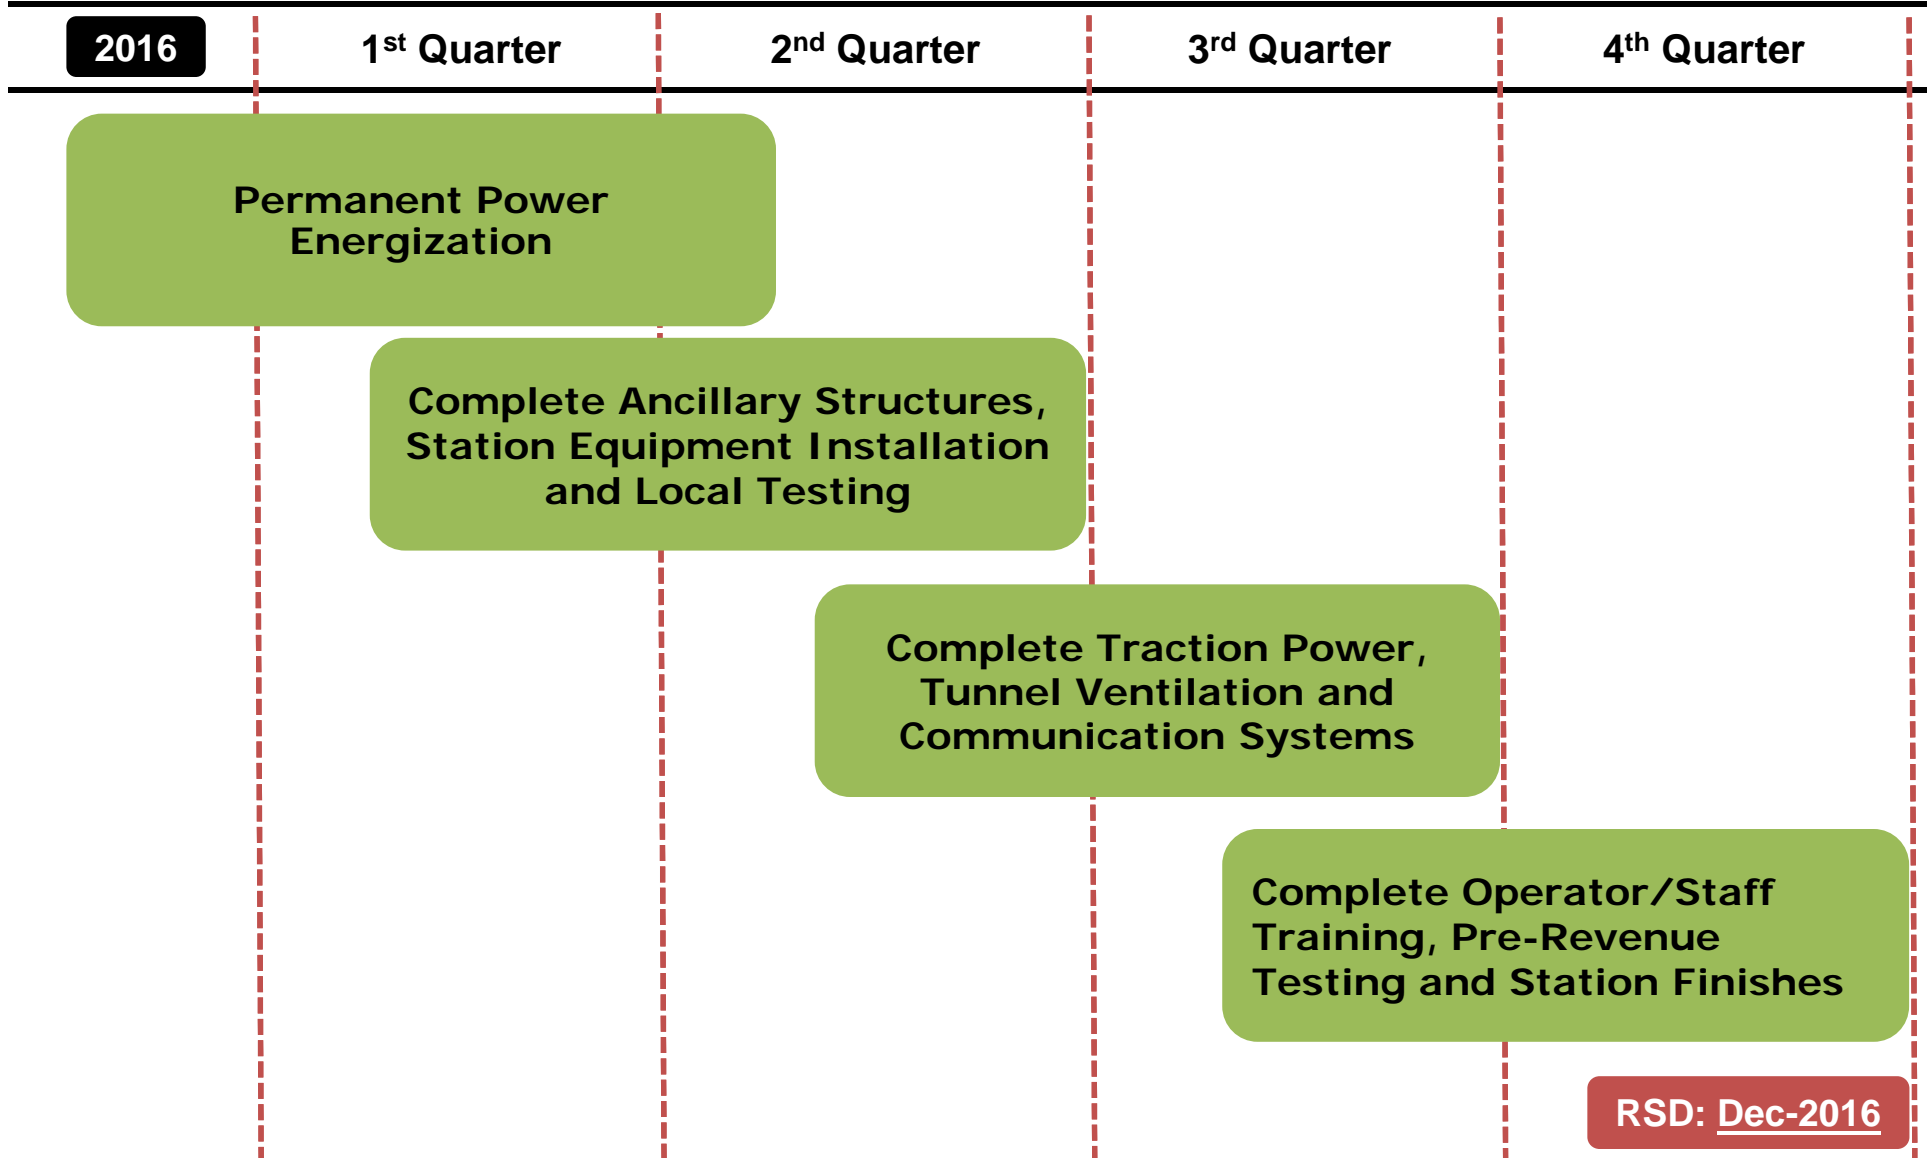 2016
1st Quarter
2nd Quarter
3rd Quarter
4th Quarter
Permanent Power
Energization
Complete Ancillary Structures,
Station Equipment Installation
and Local Testing
Complete Traction Power,
Tunnel Ventilation and
Communication Systems
Complete Operator/Staff
Training, Pre-Revenue
Testing and Station Finishes
RSD: Dec-2016